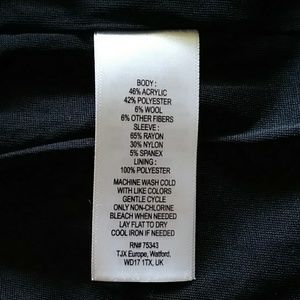 BODY :
46% ACRYLIC
42% POLYESTER
6% WOOL
6% OTHER FIBERS
SLEEVE :
65% RAYON
30% NYLON
5% SPANEX
LINING :
100% POLYESTER
MACHINE WASH COLD
WITH LIKE COLORS
GENTLE CYCLE
ONLY NON-CHLORINE
BLEACH WHEN NEEDED
LAY FLAT TO DRY
COOL IRON IF NEEDED
RN# 75343
TJX Europe, Watford,
WD17 1TX, UK